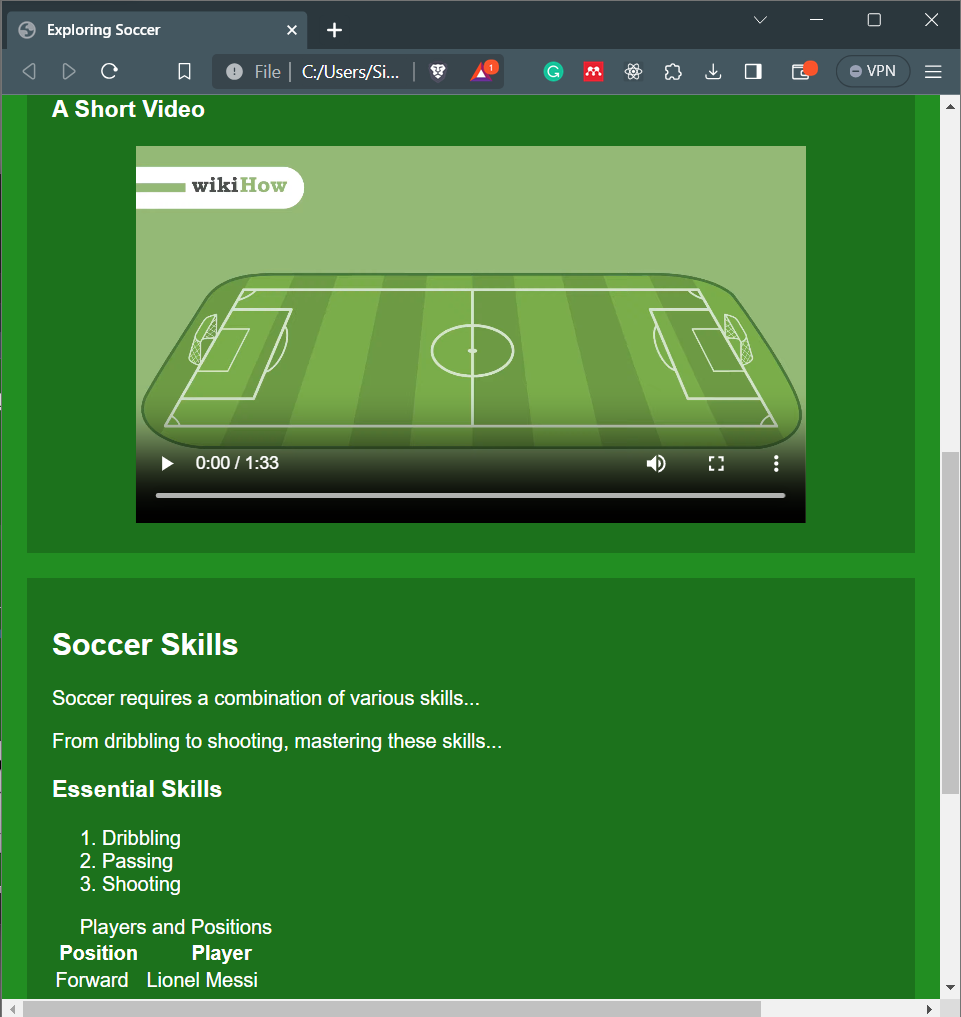 Exploring Soccer
File C:/Users/Si...
1
VPN
A Short Video
wikiHow
0:00 / 1:33
Soccer Skills
Soccer requires a combination of various skills...
From dribbling to shooting, mastering these skills...
Essential Skills
1. Dribbling
2. Passing
3. Shooting
Players and Positions
Position Player
Forward Lionel Messi